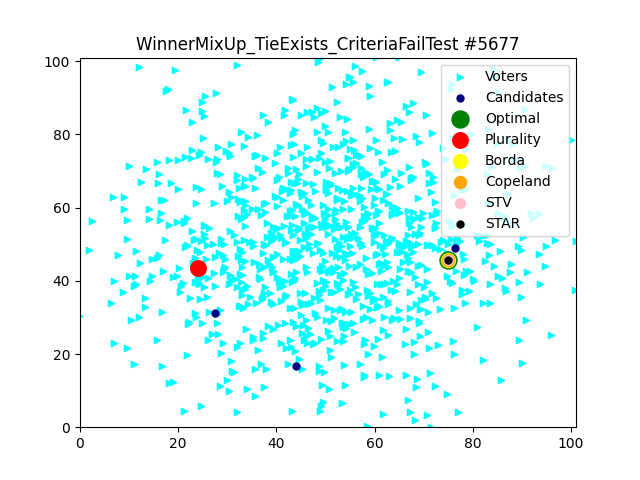 WinnerMixUp_TieExists_CriteriaFailTest #5677
100
80
60
40
20
0
0
20
40
60
80
100
Voters
Candidates
Optimal
Plurality
Borda
Copeland
STV
STAR